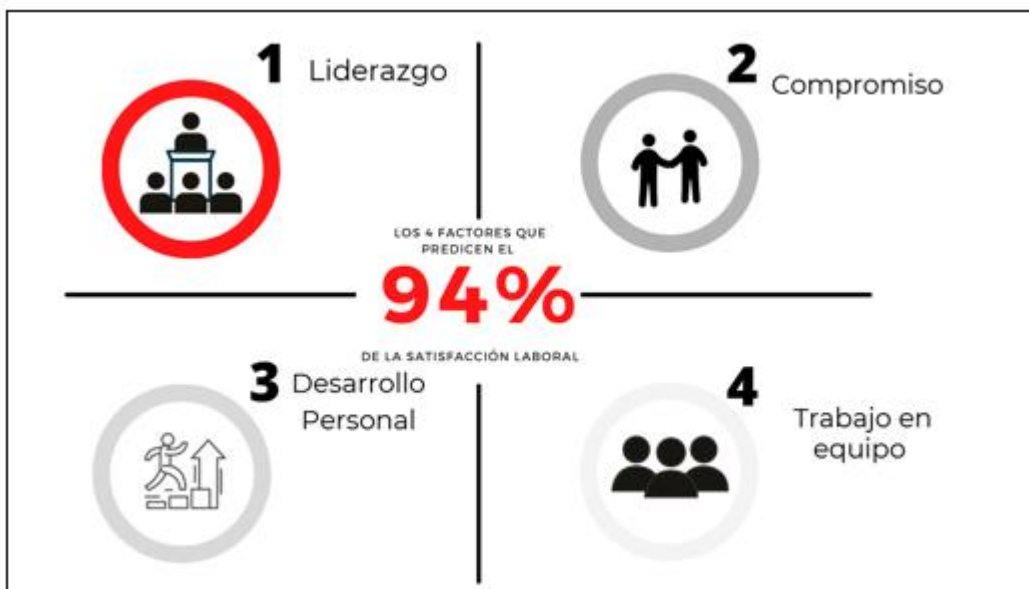 1 Liderazgo
2 Compromiso
LOS 4 FACTORES QUE
PREDICEN EL
94%
DE LA SATISFACCIÓN LABORAL
3 Desarrollo
Personal
4 Trabajo en
equipo